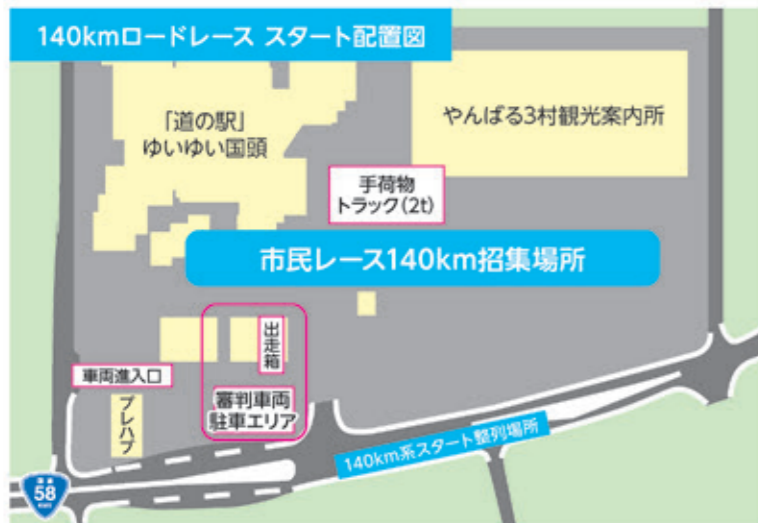 140kmロードレース スタート配置図
「道の駅」
ゆいゆい国頭
やんばる3村観光案内所
手荷物
トラック(2t)
市民レース140km招集場所
出走箱
車両進入口
プレハブ
審判車両
駐車エリア
140km系スタート整列場所
58